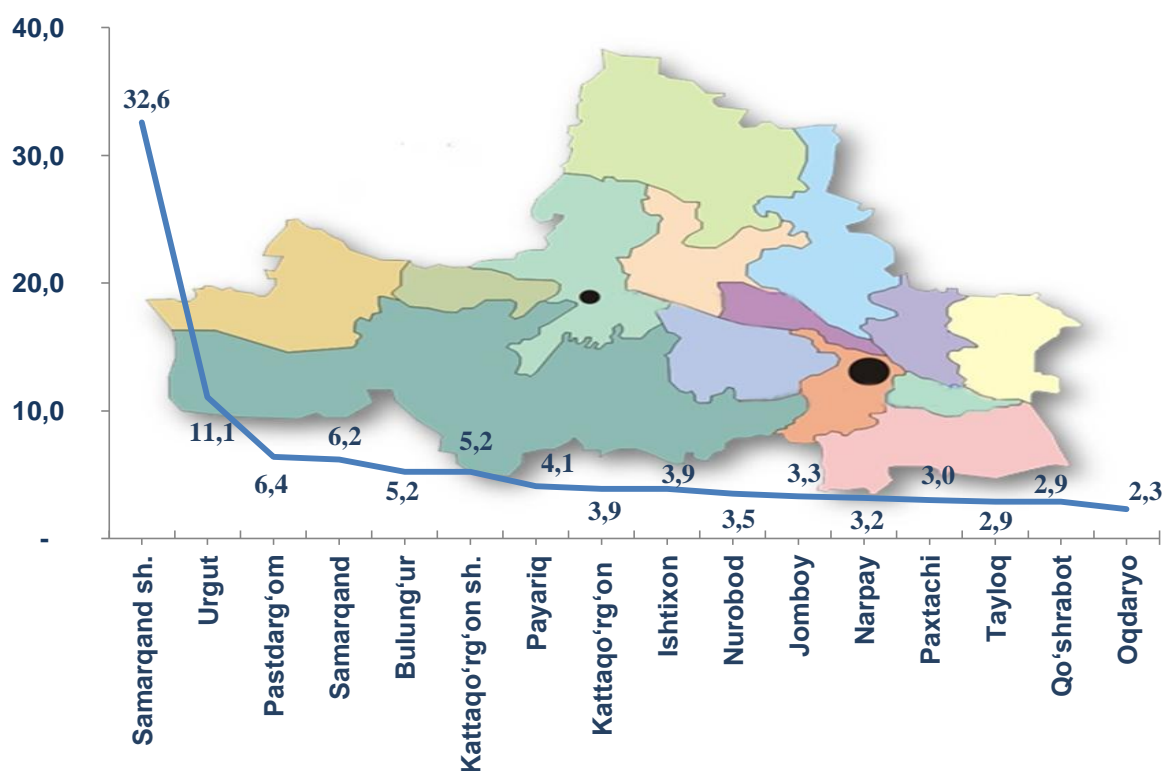 40,0
30,0
20,0
10,0
-
32,6
11,1
6,4
6,2
5,2
5,2
4,1
3,9
3,9
3,5
3,3
3,2
3,0
2,9
2,9
2,3
Samarqand sh.
Urgut
Pastdarg‘om
Samarqand
Bulung‘ur
Kattaqo‘rg‘on sh.
Payariq
Kattaqo‘rg‘on
Ishtixon
Nurobod
Jomboy
Narpay
Paxtachi
Tayloq
Qo‘shrabot
Oqdaryo